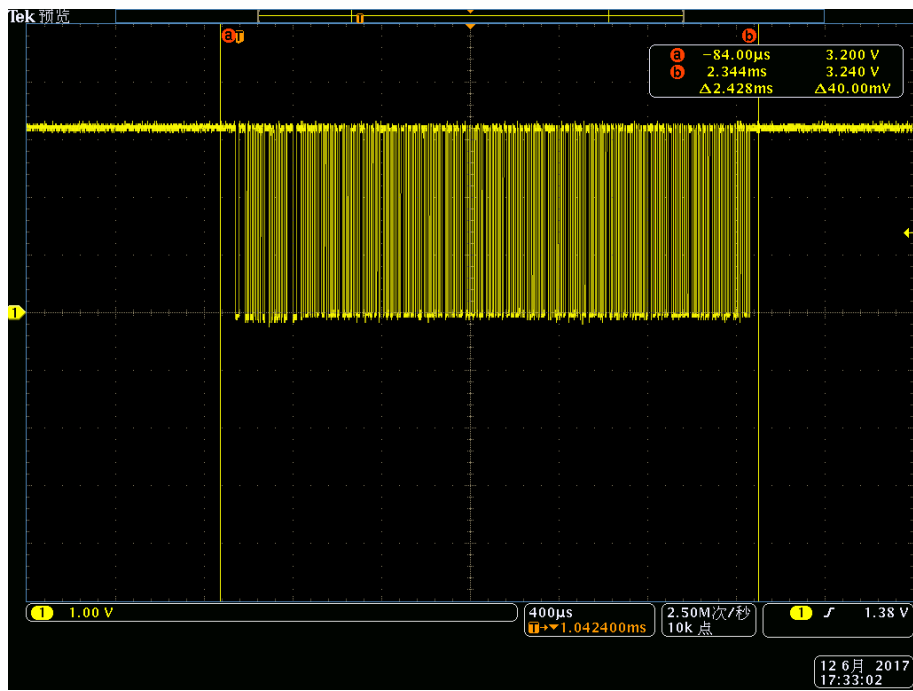 Tek 预览
a T b
a −84.00μs 3.200 V
b 2.344ms 3.240 V
Δ2.428ms Δ40.00mV
1
1 1.00 V
400μs
T→▼1.042400ms
2.50M次/秒
10k 点
1 1.38 V
12 6月 2017
17:33:02